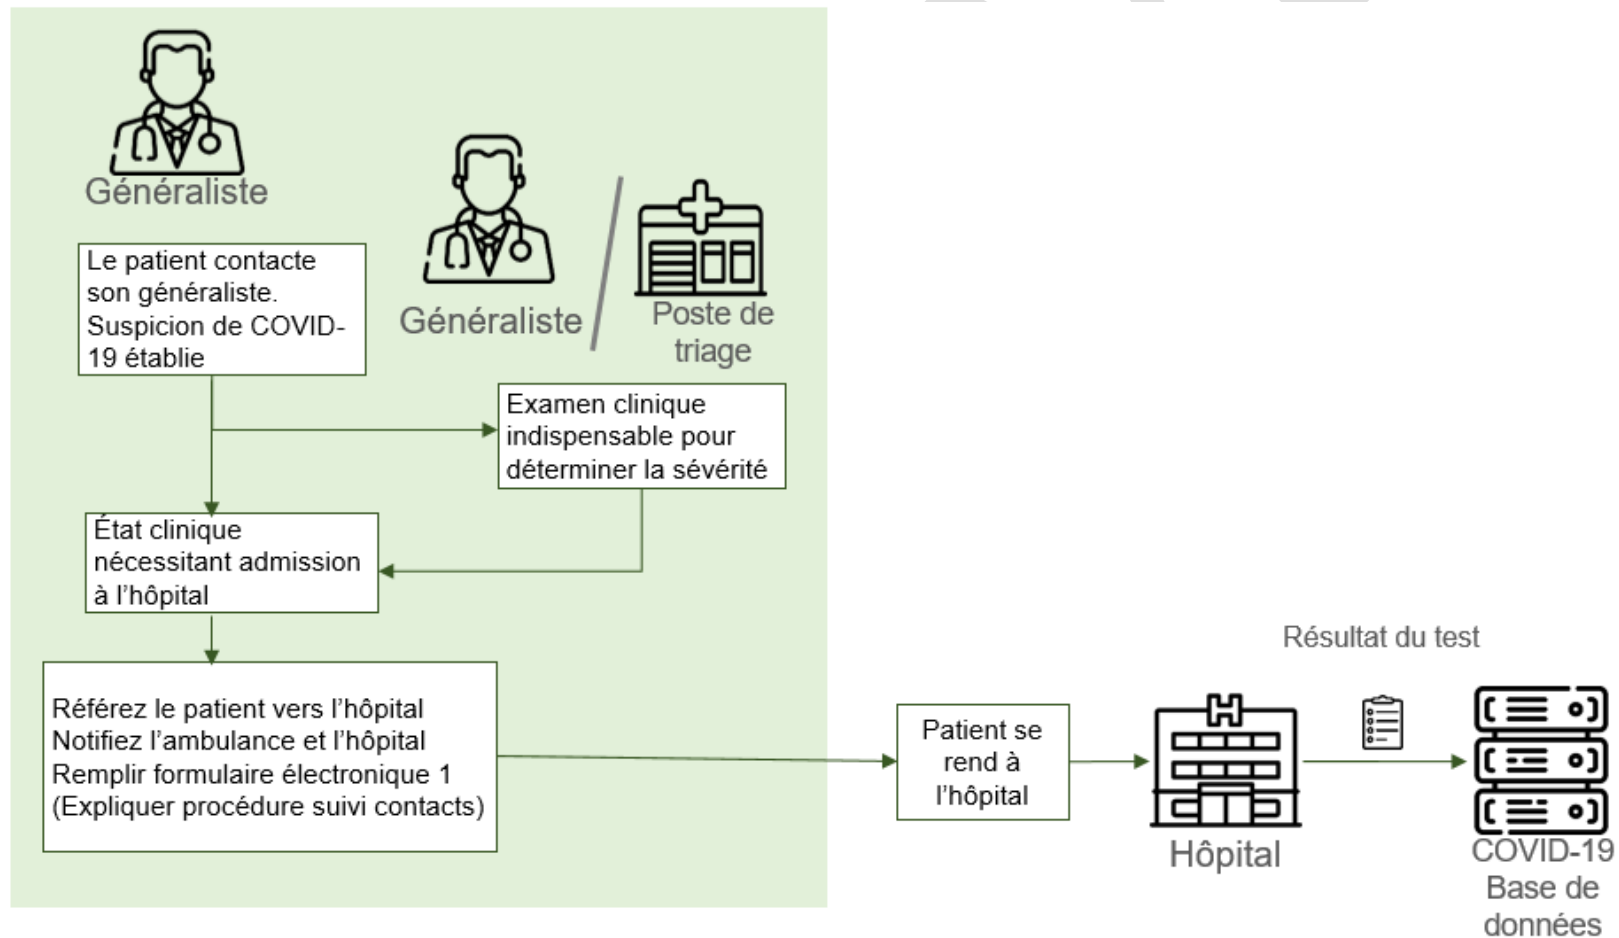 Généraliste
Le patient contacte
son généraliste.
Suspicion de COVID-
19 établie
Généraliste
Poste de
triage
Examen clinique
indispensable pour
déterminer la sévérité
État clinique
nécessitant admission
à l'hôpital
Référez le patient vers l'hôpital
Notifiez l'ambulance et l'hôpital
Remplir formulaire électronique 1
(Expliquer procédure suivi contacts)
Patient se
rend à
l'hôpital
H
Hôpital
Résultat du test
COVID-19
Base de
données